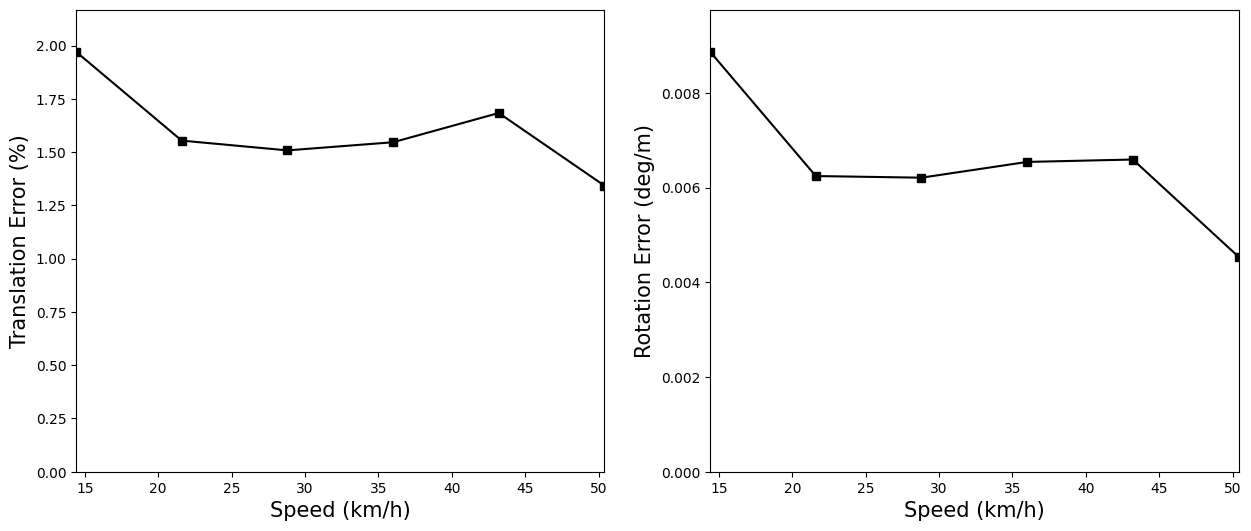 2.00
1.75
1.50
1.25
1.00
0.75
0.50
0.25
0.00
Translation Error (%)
15 20 25 30 35 40 45 50
Speed (km/h)
0.008
0.006
0.004
0.002
0.000
Rotation Error (deg/m)
15 20 25 30 35 40 45 50
Speed (km/h)